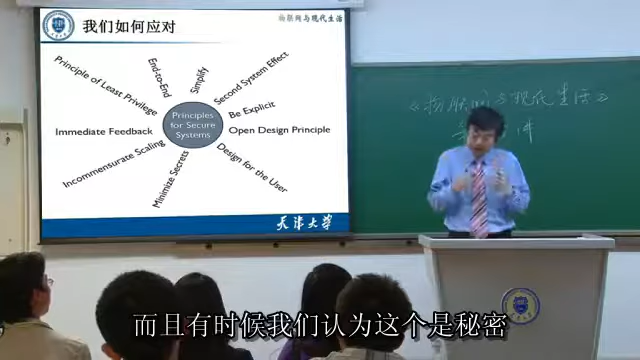 我们如何应对
物联网与现代生活
Principle of Least Privilege
End-to-End
Simplify
Second System Effect
Be Explicit
Immediate Feedback
Principles
for Secure
Systems
Open Design Principle
Incommensurate Scaling
Minimize Secrets
Design for the User
天津大学
《物联网与现代生活》
而且有时候我们认为这个是秘密